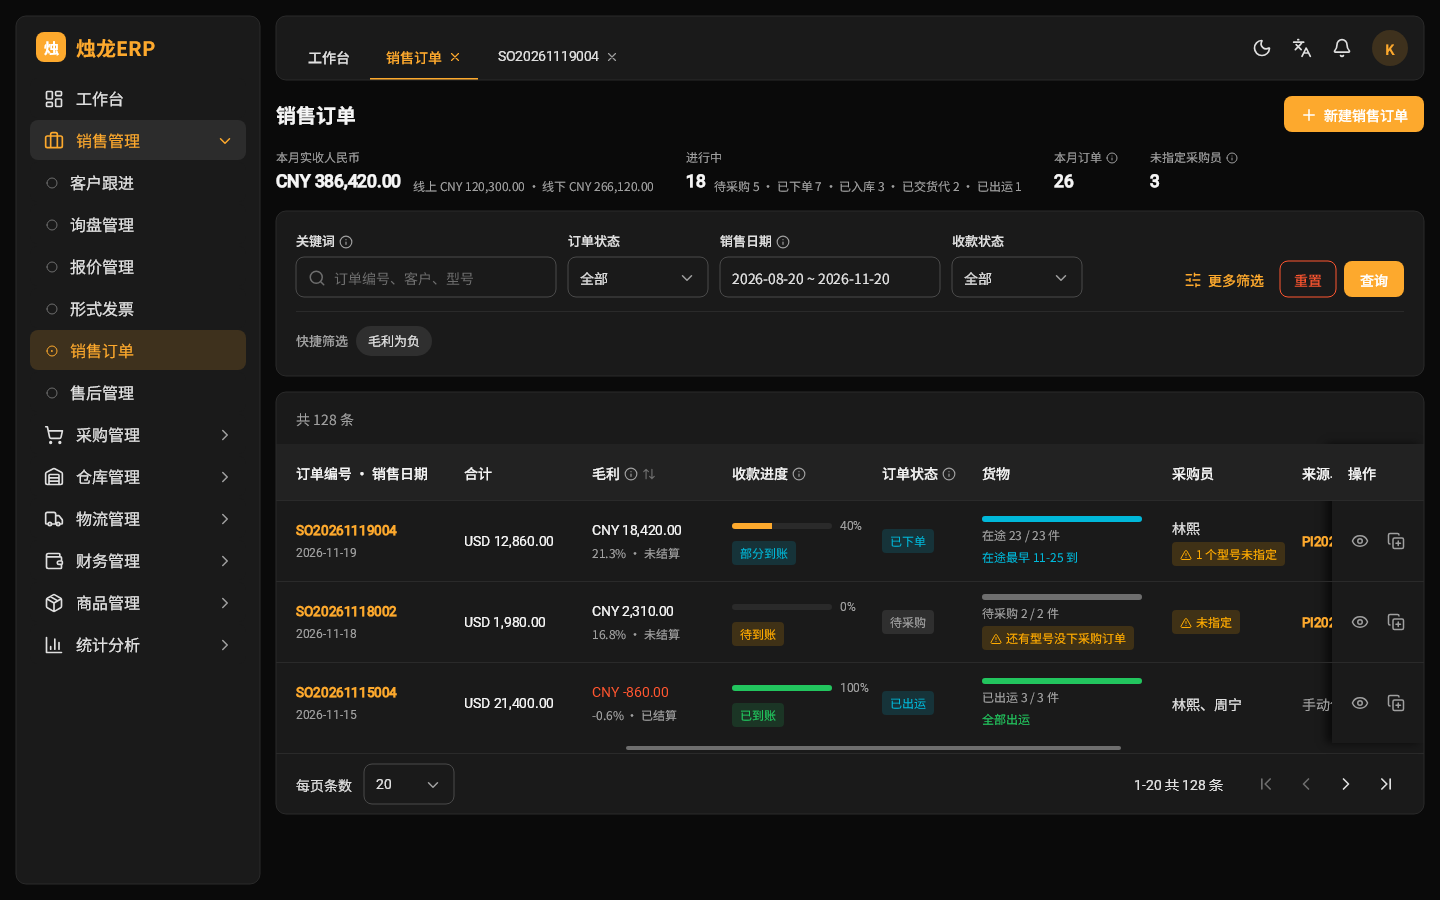 烛 烛龙ERP
工作台
销售管理
客户跟进
询盘管理
报价管理
形式发票
销售订单
售后管理
采购管理
仓库管理
物流管理
财务管理
商品管理
统计分析
工作台 销售订单 SO20261119004
K
销售订单
新建销售订单
本月实收人民币
CNY 386,420.00 线上 CNY 120,300.00 • 线下 CNY 266,120.00
进行中
18 待采购 5 • 已下单 7 • 已入库 3 • 已交货代 2 • 已出运 1
本月订单
26
未指定采购员
3
关键词 订单状态 销售日期 收款状态
订单编号、客户、型号 全部 2026-08-20 ~ 2026-11-20 全部 更多筛选 重置 查询
快捷筛选 毛利为负
共 128 条
订单编号 • 销售日期 合计 毛利 收款进度 订单状态 货物 采购员 来源 操作
SO20261119004
2026-11-19
USD 12,860.00
CNY 18,420.00
21.3% • 未结算
40%
部分到账
已下单
在途 23 / 23 件
在途最早 11-25 到
林熙
1 个型号未指定
PI202
SO20261118002
2026-11-18
USD 1,980.00
CNY 2,310.00
16.8% • 未结算
0%
待到账
待采购
待采购 2 / 2 件
还有型号没下采购订单
未指定
PI202
SO20261115004
2026-11-15
USD 21,400.00
CNY -860.00
-0.6% • 已结算
100%
已到账
已出运
已出运 3 / 3 件
全部出运
林熙、周宁
手动
每页条数 20
1-20 共 128 条